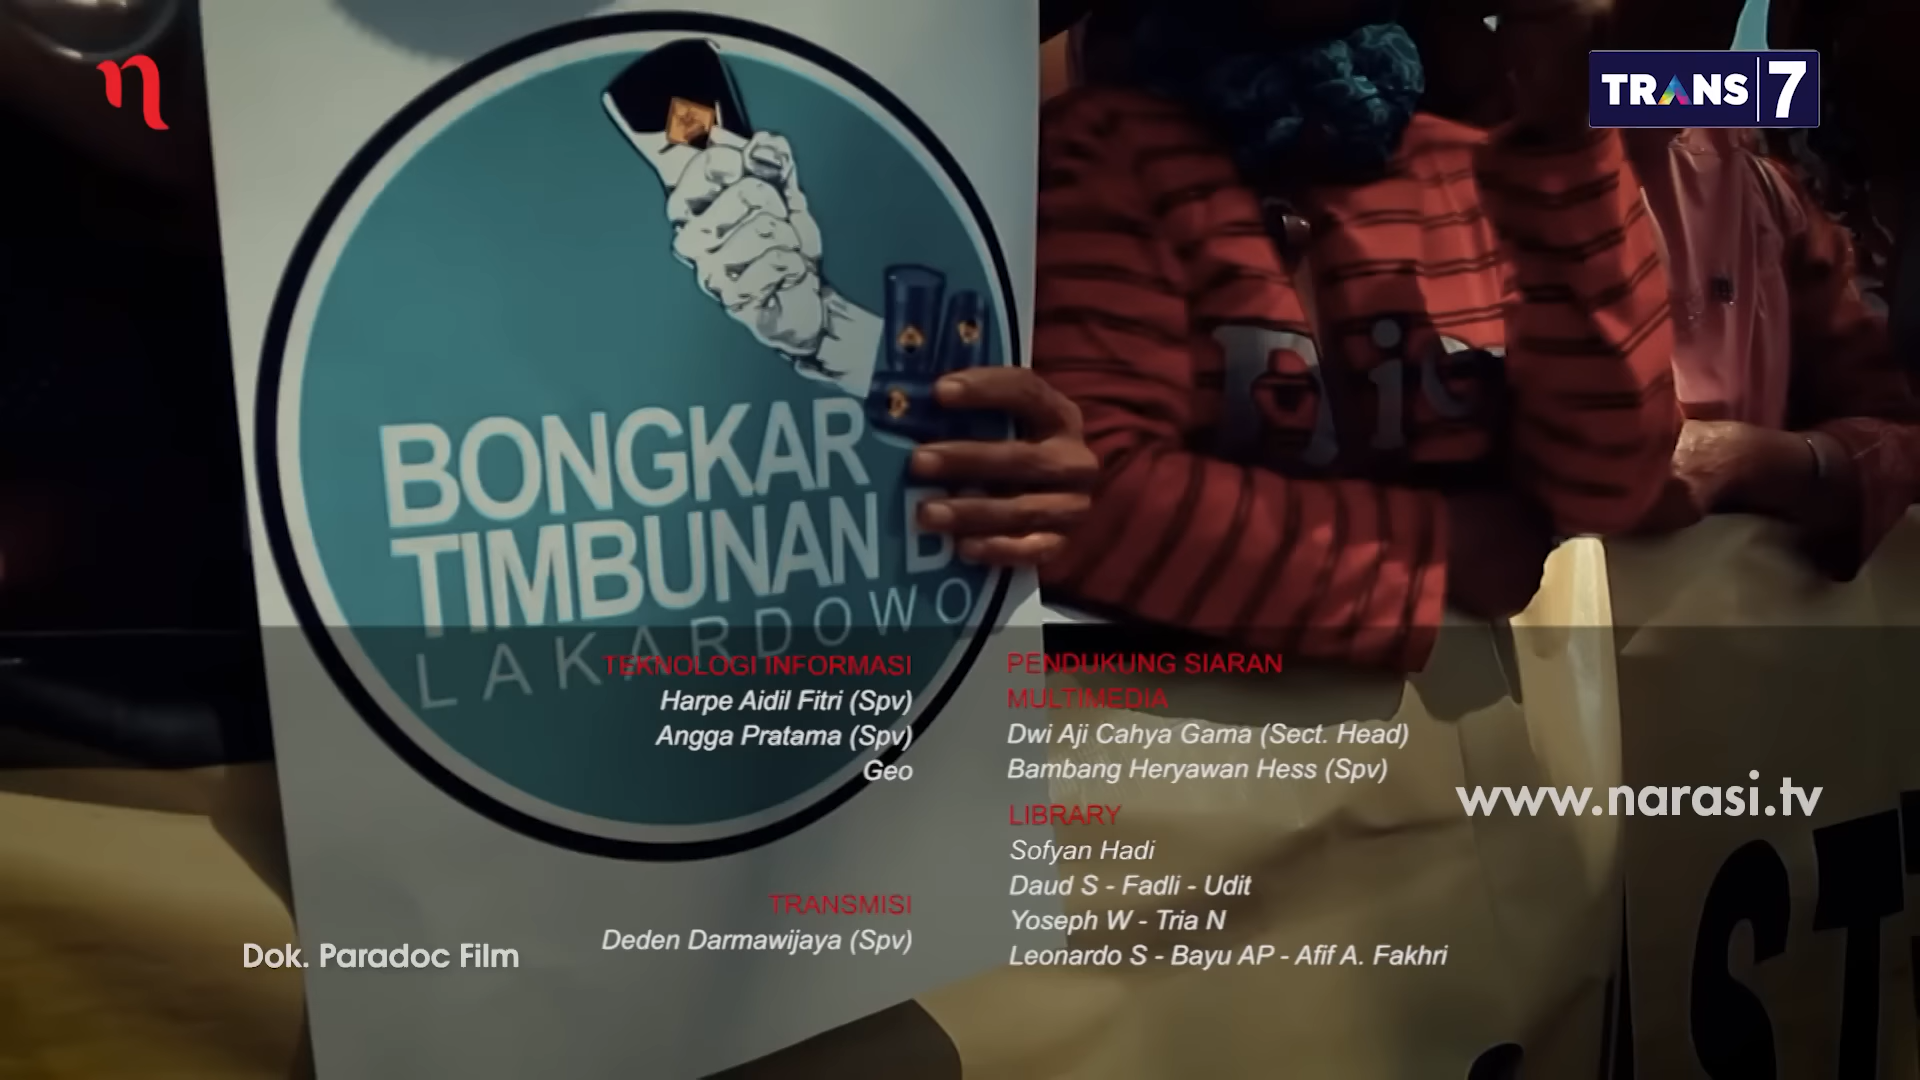 TRANS|7
BONGKAR
TIMBUNAN B
LAKARDOWO
TEKNOLOGI INFORMASI
Harpe Aidil Fitri (Spv)
Angga Pratama (Spv)
Geo
TRANSMISI
Deden Darmawijaya (Spv)
PENDUKUNG SIARAN
MULTIMEDIA
Dwi Aji Cahya Gama (Sect. Head)
Bambang Heryawan Hess (Spv)
LIBRARY
Sofyan Hadi
Daud S - Fadli - Udit
Yoseph W - Tria N
Leonardo S - Bayu AP - Afif A. Fakhri
www.narasi.tv
Dok. Paradoc Film